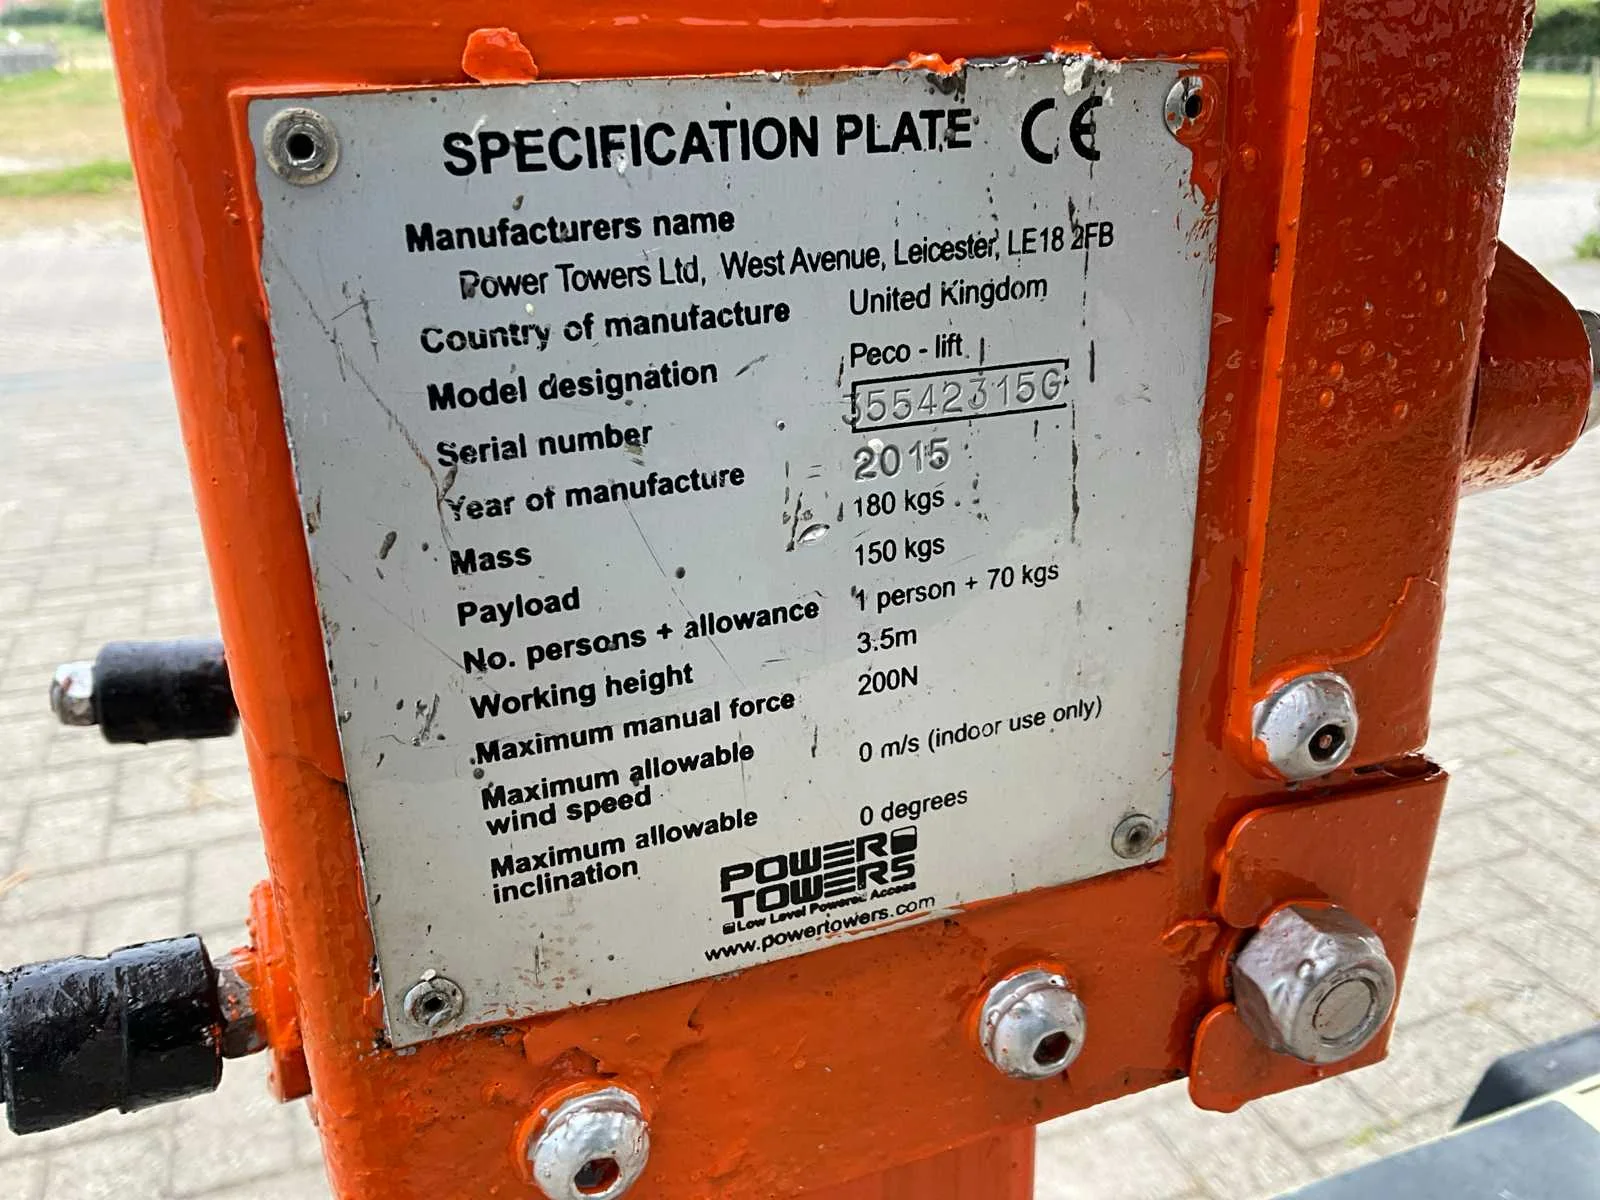 SPECIFICATION PLATE CE
Manufacturers name
Power Towers Ltd, West Avenue, Leicester, LE18 2FB
Country of manufacture United Kingdom
Model designation Peco - lift
Serial number 35542315G
Year of manufacture 2015
Mass 180 kgs
Payload 150 kgs
No. persons + allowance 1 person + 70 kgs
Working height 3.5m
Maximum manual force 200N
Maximum allowable
wind speed 0 m/s (indoor use only)
Maximum allowable
inclination 0 degrees
POWER
TOWERS
Low Level Powered Access
www.powertowers.com